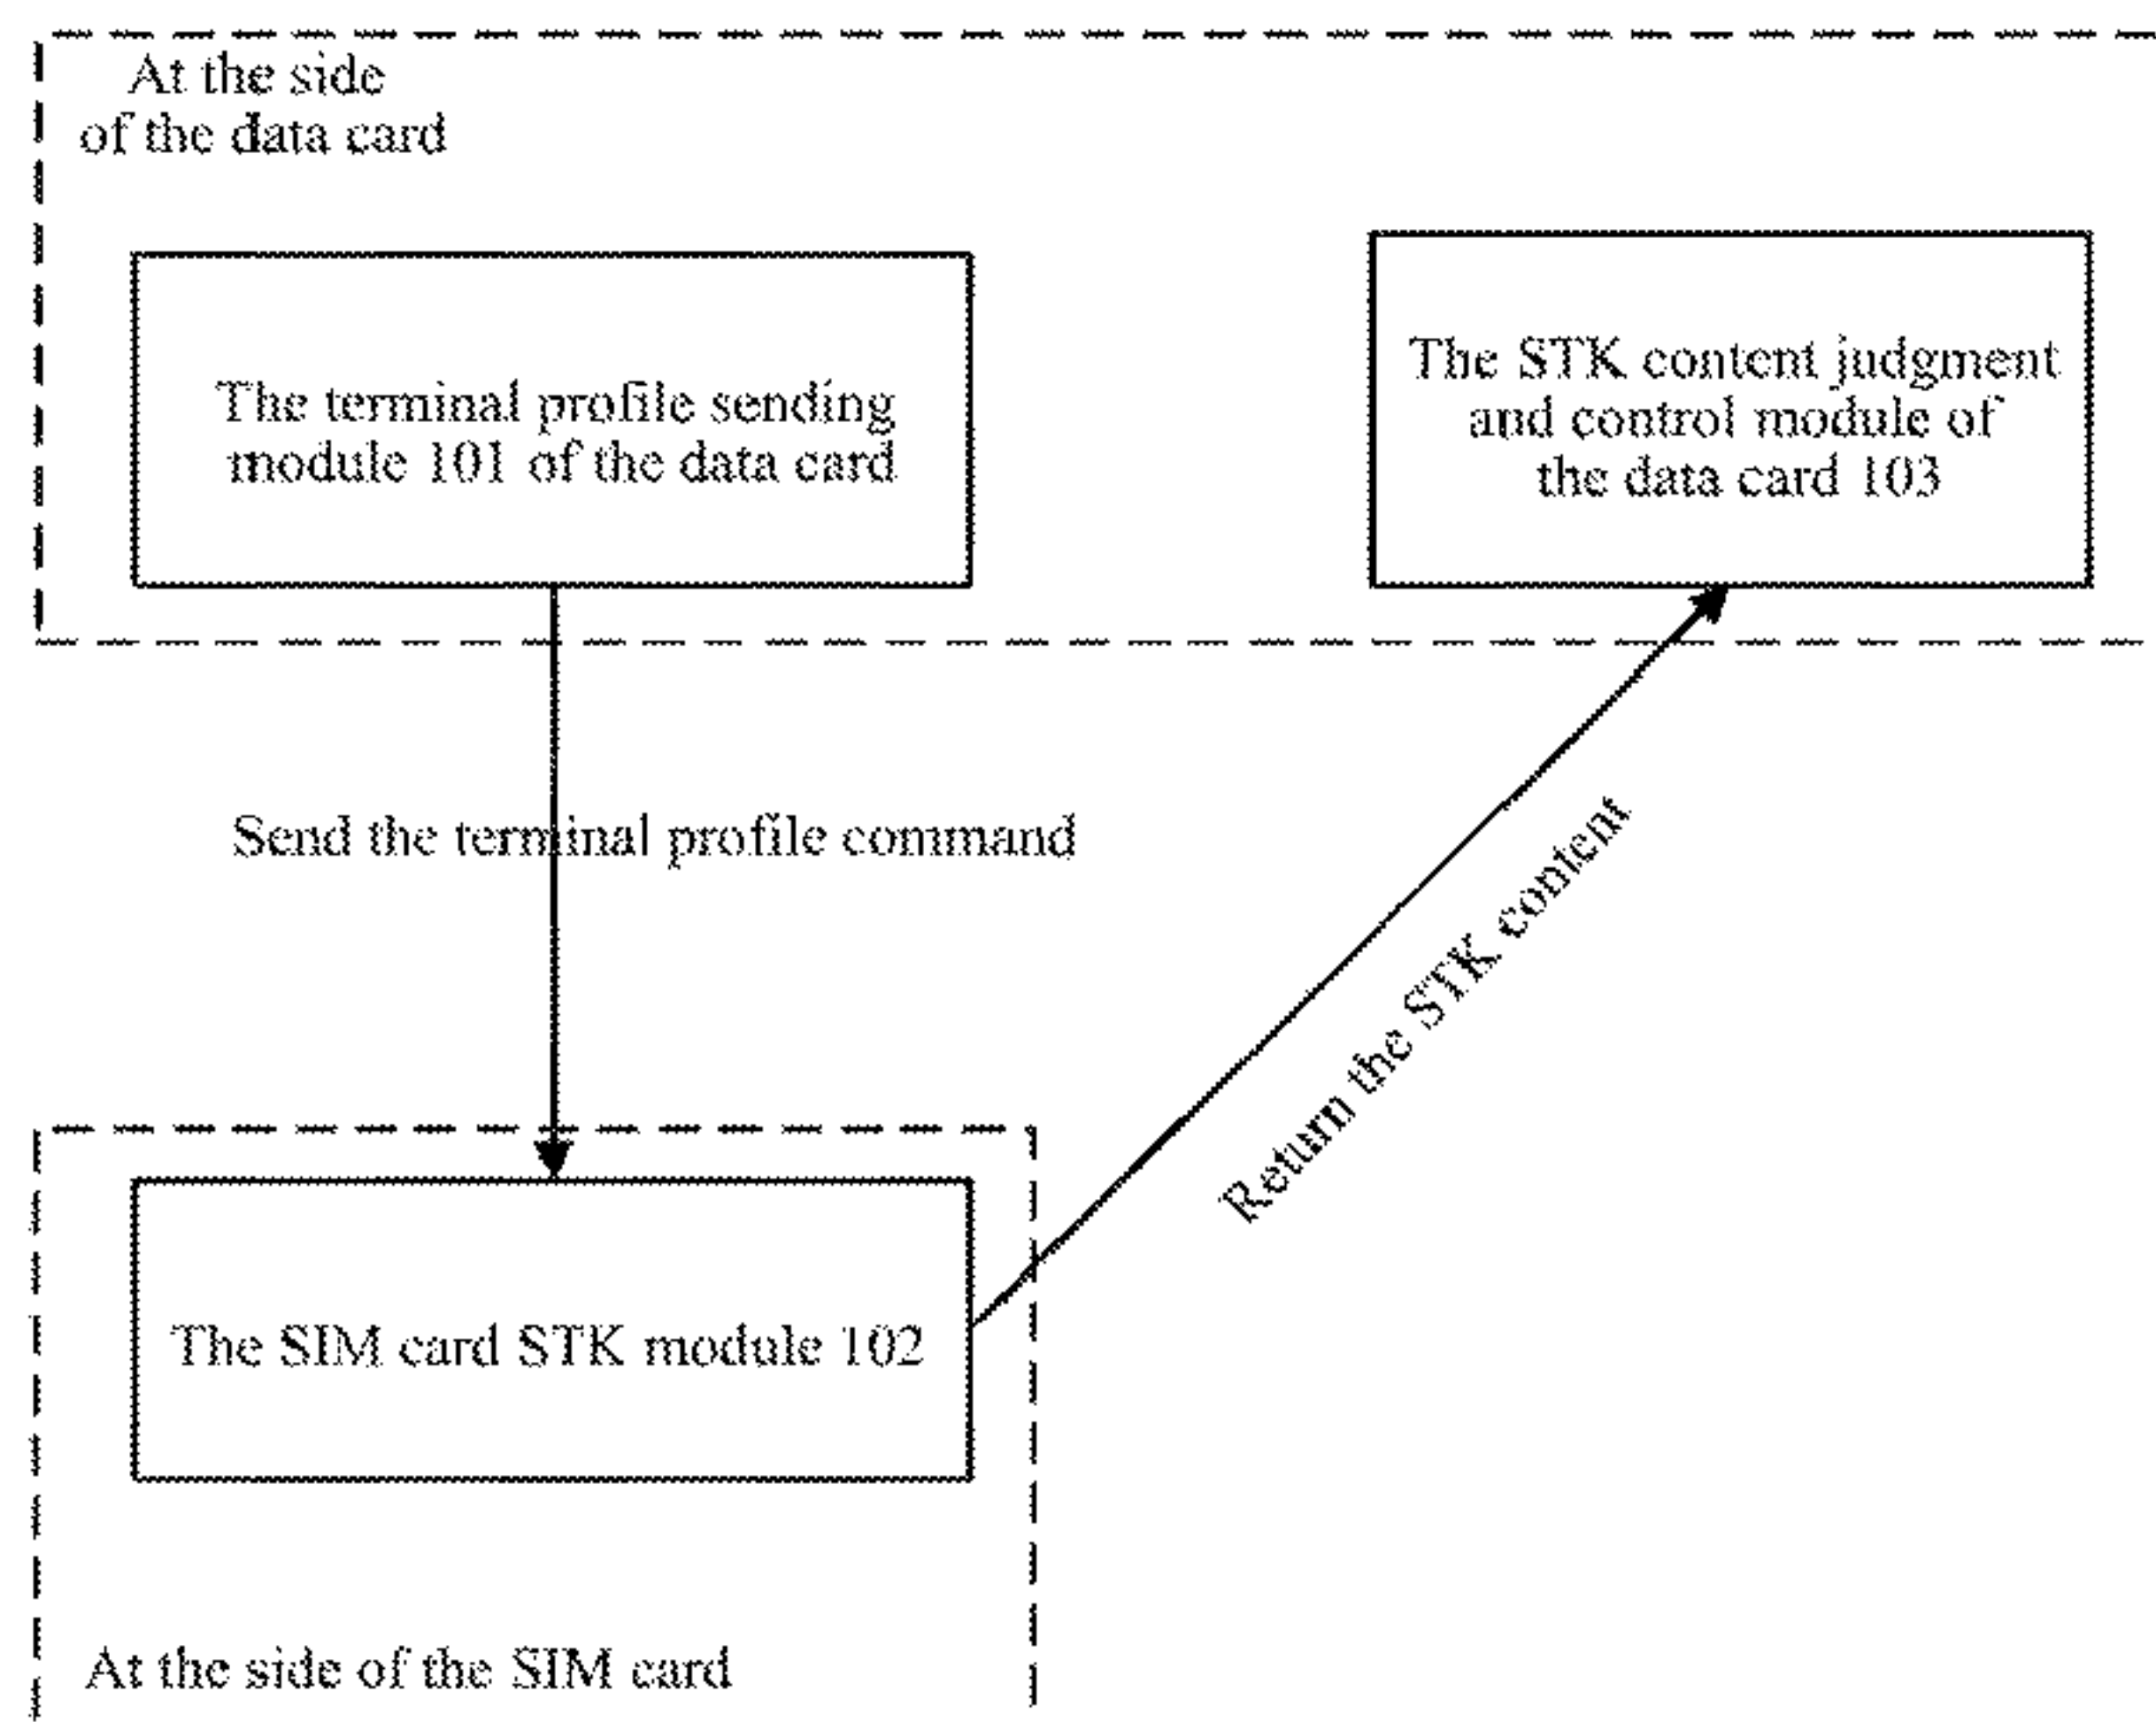 At the side
of the data card
The terminal profile sending
module 101 of the data card
The STK content judgment
and control module of
the data card 103
Send the terminal profile command
Return the STK content
The SIM card STK module 102
At the side of the SIM card